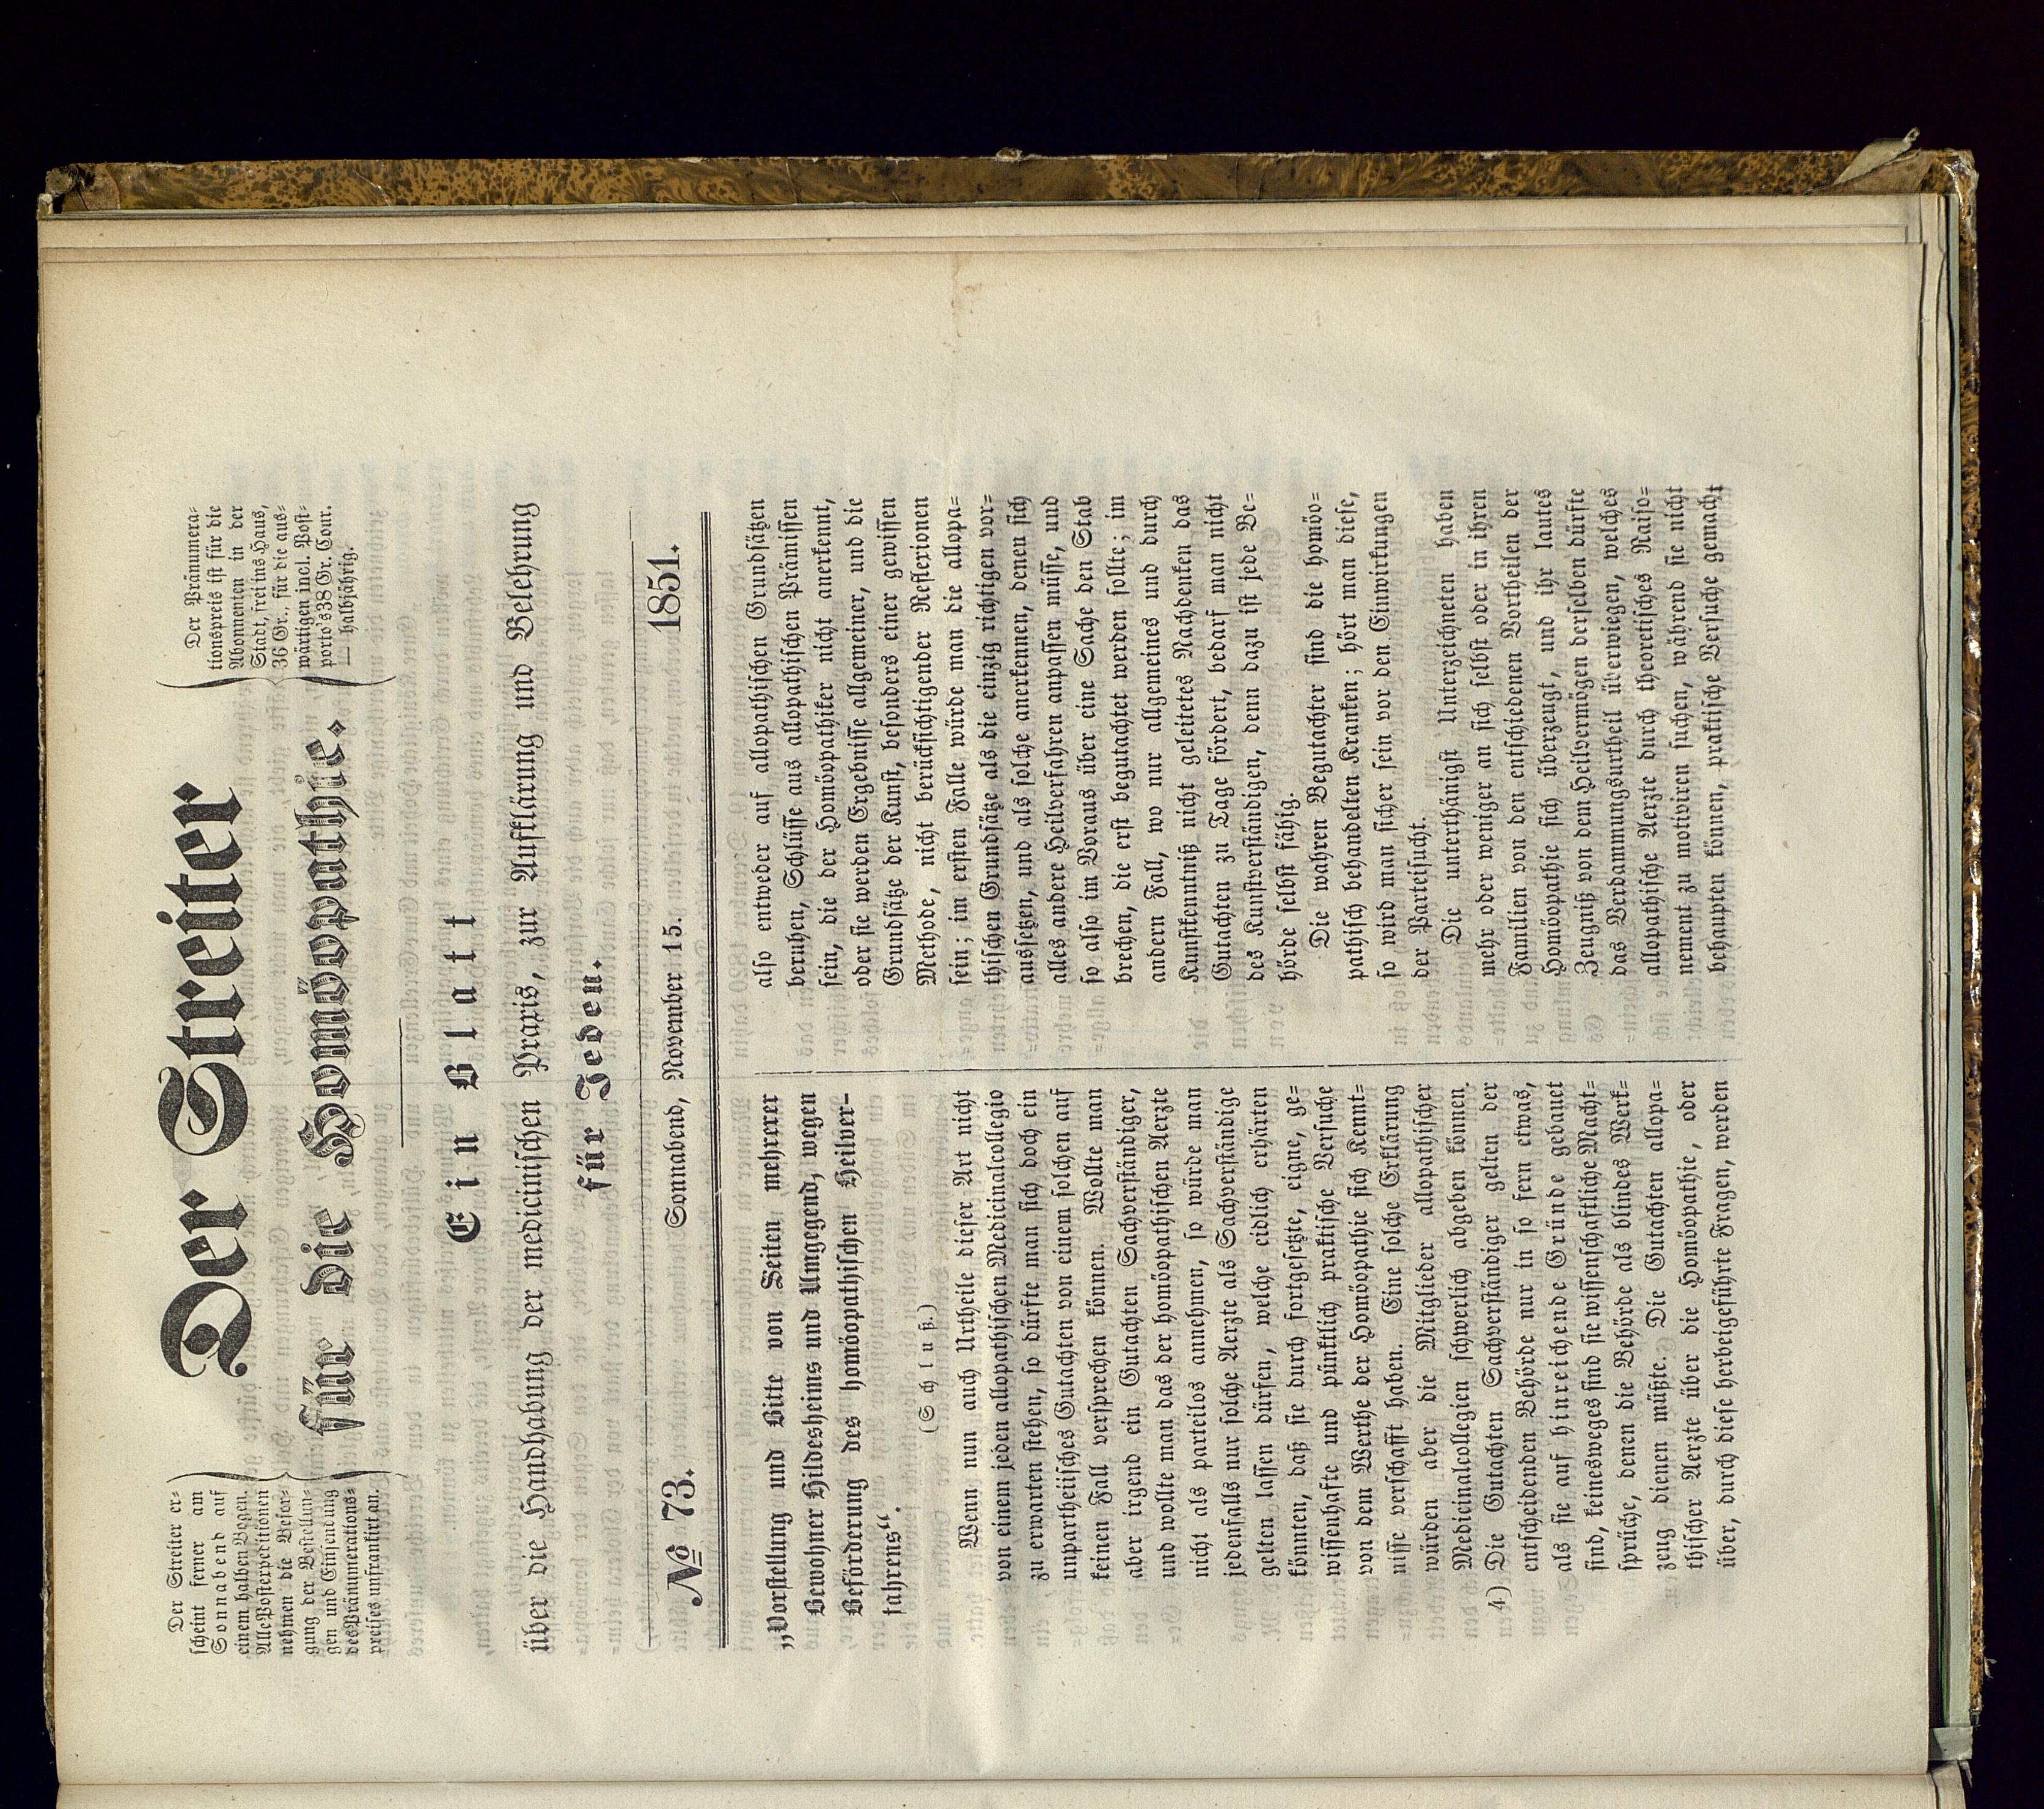 Der Streiter er-
scheint ferner am
Sonnabend auf
einem halben Bogen.
Alle Postexpeditionen
nehmen die Besor-
gung der Bestellun-
gen und Einsendung
des Pränumerations-
preises unfrankirt an.
Der Streiter
für die Homöopathie.
Der Pränumera-
tionspreis ist für die
Abonnenten in der
Stadt, frei ins Haus,
36 Gr., für die aus-
wärtigen incl. Post-
porto's 38 Gr. Cour.
— halbjährig.
Ein Blatt
über die Handhabung der medicinischen Praxis, zur Aufklärung und Belehrung
für Jeden.
No 73. Sonnabend, November 15. 1851.
„Vorstellung und Bitte von Seiten mehrerer
Bewohner Hildesheims und Umgegend, wegen
Beförderung des homöopathischen Heilver-
fahrens“.
(Schluß.)
Wenn nun auch Urtheile dieser Art nicht
von einem jeden allopathischen Medicinalcollegio
zu erwarten stehen, so dürfte man sich doch ein
unpartheiisches Gutachten von einem solchen auf
keinen Fall versprechen können. Wollte man
aber irgend ein Gutachten Sachverständiger,
und wollte man das der homöopathischen Aerzte
nicht als parteilos annehmen, so würde man
jedenfalls nur solche Aerzte als Sachverständige
gelten lassen dürfen, welche eidlich erhärten
könnten, daß sie durch fortgesetzte, eigne, ge-
wissenhafte und pünktlich praktische Versuche
von dem Werthe der Homöopathie sich Kennt-
nisse verschafft haben. Eine solche Erklärung
würden aber die Mitglieder allopathischer
Medicinalcollegien schwerlich abgeben können.
4) Die Gutachten Sachverständiger gelten der
entscheidenden Behörde nur in so fern etwas,
als sie auf hinreichende Gründe gebauet
sind, keinesweges sind sie wissenschaftliche Macht-
sprüche, denen die Behörde als blindes Werk-
zeug dienen müßte. Die Gutachten allopa-
thischer Aerzte über die Homöopathie, oder
über, durch diese herbeigeführte Fragen, werden
also entweder auf allopathischen Grundsätzen
beruhen, Schlüsse aus allopathischen Prämissen
sein, die der Homöopathiker nicht anerkennt,
oder sie werden Ergebnisse allgemeiner, und die
Grundsätze der Kunst, besonders einer gewissen
Methode, nicht berücksichtigender Reflexionen
sein; im ersten Falle würde man die allopa-
thischen Grundsätze als die einzig richtigen vor-
aussetzen, und als solche anerkennen, denen sich
alles andere Heilverfahren anpassen müsse, und
so also im Voraus über eine Sache den Stab
brechen, die erst begutachtet werden sollte; im
andern Fall, wo nur allgemeines und durch
Kunstkenntniß nicht geleitetes Nachdenken das
Gutachten zu Tage fördert, bedarf man nicht
des Kunstverständigen, denn dazu ist jede Be-
hörde selbst fähig.
Die wahren Begutachter sind die homöo-
pathisch behandelten Kranken; hört man diese,
so wird man sicher sein vor den Einwirkungen
der Parteisucht.
Die unterthänigst Unterzeichneten haben
mehr oder weniger an sich selbst oder in ihren
Familien von den entschiedenen Vortheilen der
Homöopathie sich überzeugt, und ihr lautes
Zeugniß von dem Heilvermögen derselben dürfte
das Verdammungsurtheil überwiegen, welches
allopathische Aerzte durch theoretisches Raiso-
nement zu motiviren suchen, während sie nicht
behaupten können, praktische Versuche gemacht